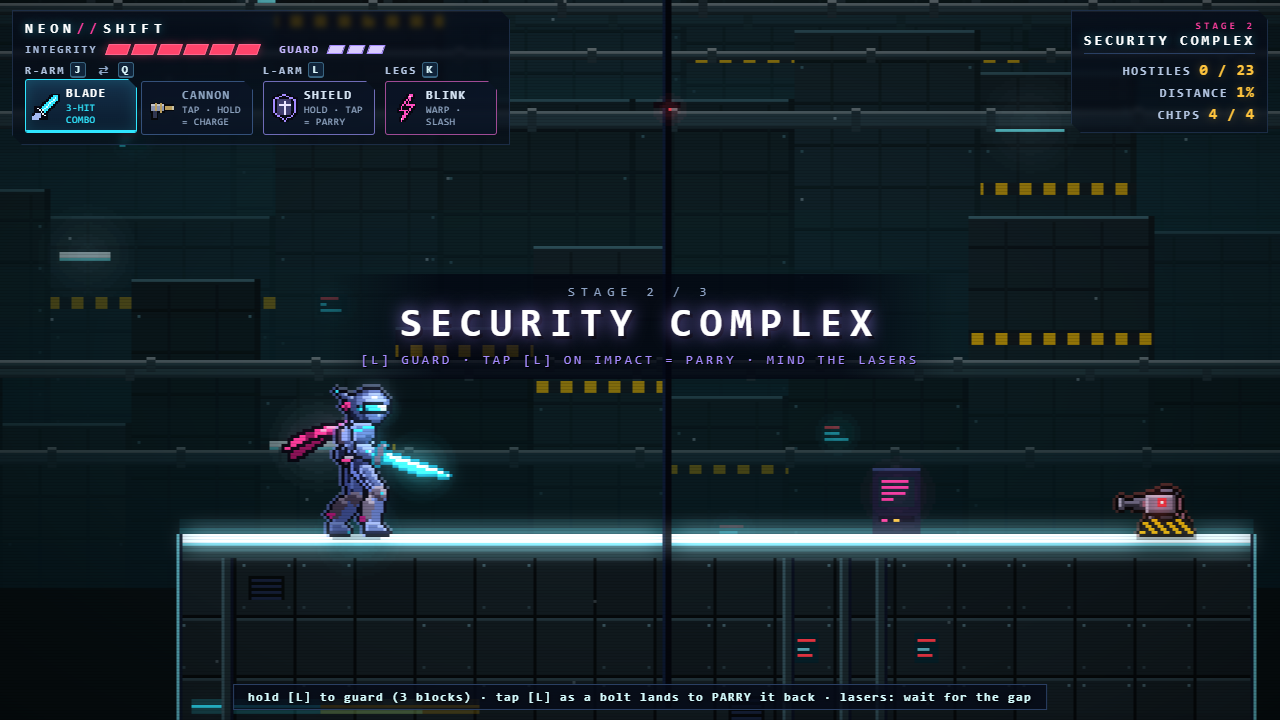 NEON//SHIFT
INTEGRITY GUARD
R-ARM J ⇄ Q L-ARM L LEGS K
BLADE
3-HIT
COMBO
CANNON
TAP · HOLD
= CHARGE
SHIELD
HOLD · TAP
= PARRY
BLINK
WARP ·
SLASH
STAGE 2
SECURITY COMPLEX
HOSTILES 0 / 23
DISTANCE 1%
CHIPS 4 / 4
STAGE 2 / 3
SECURITY COMPLEX
[L] GUARD · TAP [L] ON IMPACT = PARRY · MIND THE LASERS
hold [L] to guard (3 blocks) · tap [L] as a bolt lands to PARRY it back · lasers: wait for the gap